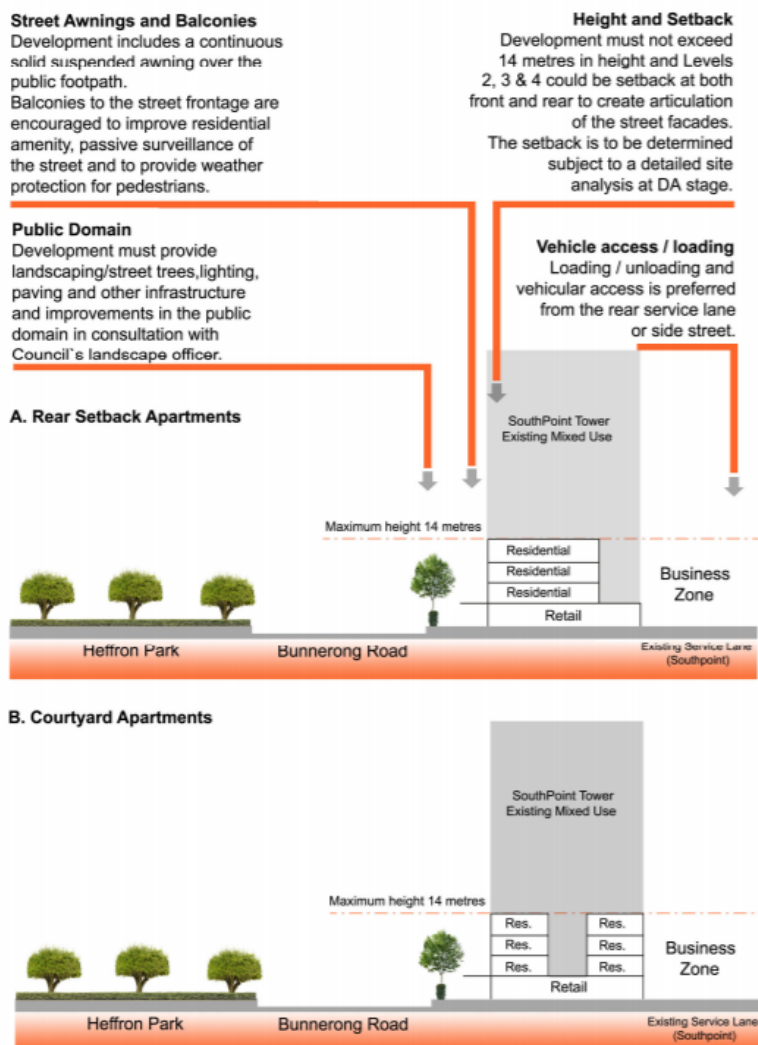 Street Awnings and Balconies
Development includes a continuous
solid suspended awning over the
public footpath.
Balconies to the street frontage are
encouraged to improve residential
amenity, passive surveillance of
the street and to provide weather
protection for pedestrians.
Height and Setback
Development must not exceed
14 metres in height and Levels
2, 3 & 4 could be setback at both
front and rear to create articulation
of the street facades.
The setback is to be determined
subject to a detailed site
analysis at DA stage.
Public Domain
Development must provide
landscaping/street trees,lighting,
paving and other infrastructure
and improvements in the public
domain in consultation with
Council`s landscape officer.
Vehicle access / loading
Loading / unloading and
vehicular access is preferred
from the rear service lane
or side street.
A. Rear Setback Apartments
SouthPoint Tower
Existing Mixed Use
Maximum height 14 metres
Residential
Residential
Residential
Retail
Business
Zone
Heffron Park
Bunnerong Road
Existing Service Lane
(Southpoint)
B. Courtyard Apartments
SouthPoint Tower
Existing Mixed Use
Maximum height 14 metres
Res. Res.
Res. Res.
Res. Res.
Retail
Business
Zone
Heffron Park
Bunnerong Road
Existing Service Lane
(Southpoint)